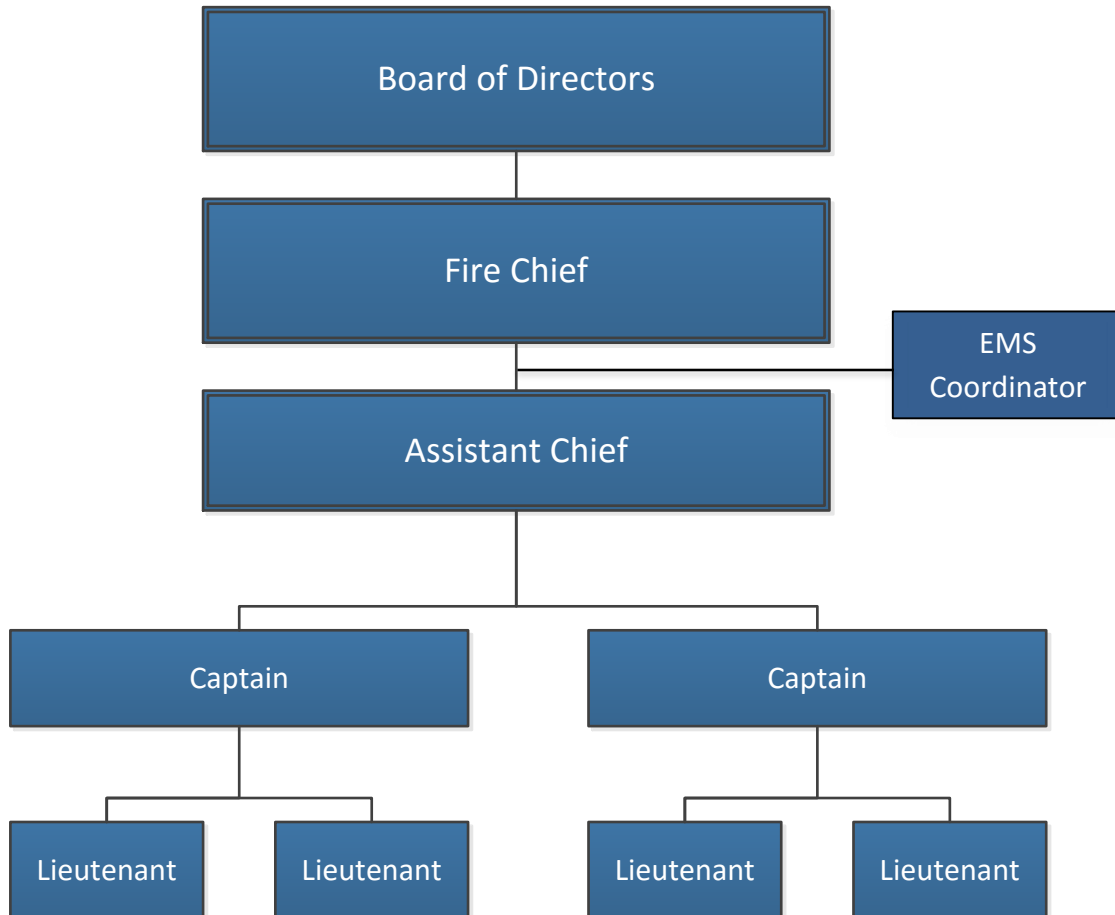 Board of Directors
Fire Chief
EMS
Coordinator
Assistant Chief
Captain
Captain
Lieutenant
Lieutenant
Lieutenant
Lieutenant